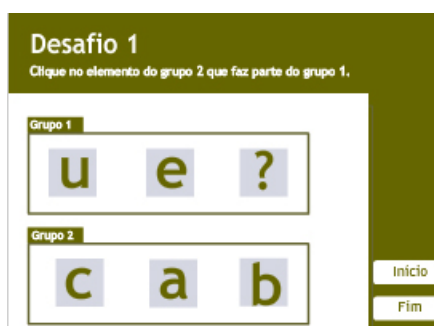 Desafio 1
Clique no elemento do grupo 2 que faz parte do grupo 1.
Grupo 1
u e ?
Grupo 2
c a b
Início
Fim